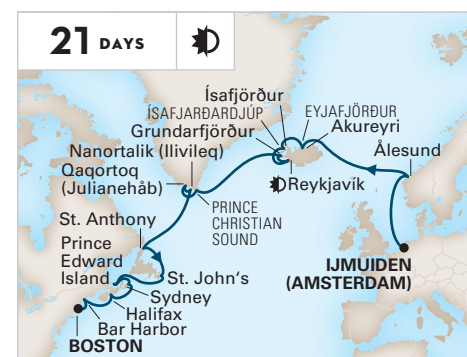 21 DAYS
Ísafjörður
ÍSAFJARÐARDJÚP
EYJAFJÖRÐUR
Grundarfjörður
Akureyri
Nanortalik (Ilivileq)
Ålesund
Qaqortoq
(Julianehåb)
Reykjavík
PRINCE
CHRISTIAN
SOUND
St. Anthony
Prince
Edward
Island
IJMUIDEN
(AMSTERDAM)
St. John's
Sydney
Halifax
Bar Harbor
BOSTON